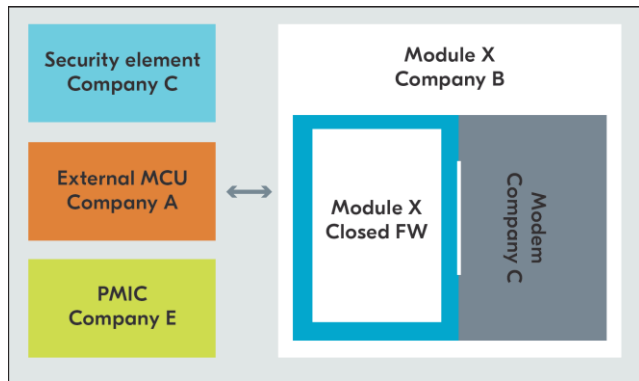 Security element
Company C
External MCU
Company A
PMIC
Company E
Module X
Company B
Module X
Closed FW
Modem
Company C